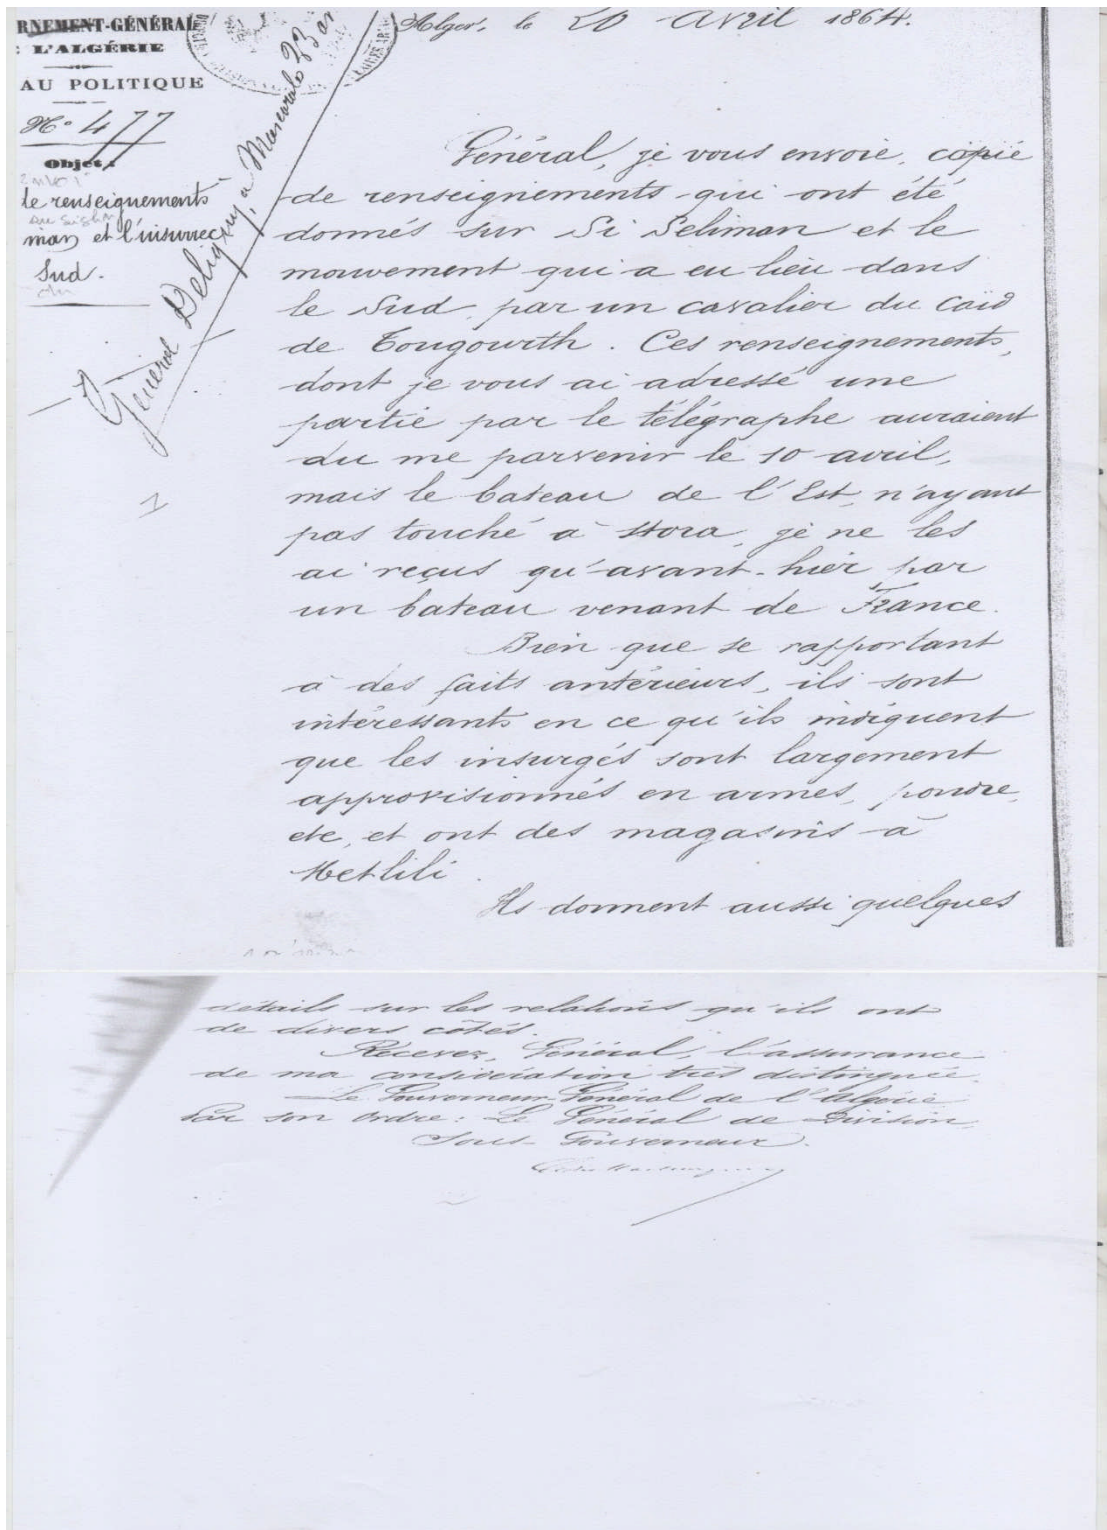 RNEMENT-GÉNÉRAL
L'ALGÉRIE
AU POLITIQUE
N° 477
Objet:
le renseignements
man et l'insurrec
Sud.
Général Deligny, à Mascara
Alger, le 20 Avril 1864.
Général, je vous envoie, copie
de renseignements qui ont été
donnés sur Si Seliman et le
mouvement qui a eu lieu dans
le Sud, par un cavalier du Caïd
de Tougourth. Ces renseignements,
dont je vous ai adressé une
partie par le télégraphe auraient
du me parvenir le 10 avril,
mais le bateau de l'Est, n'ayant
pas touché à Stora, je ne les
ai reçus qu'avant-hier par
un bateau venant de France.
Bien que se rapportant
à des faits antérieurs, ils sont
intéressants en ce qu'ils indiquent
que les insurgés sont largement
approvisionnés en armes, poudre,
etc, et ont des magasins à
Metlili.
Ils donnent aussi quelques
détails sur les relations qu'ils ont
de divers côtés.
Recevez, Général, l'assurance
de ma considération très distinguée.
Le Gouverneur Général de l'Algérie
Par son Ordre: Le Général de Division,
Sous-Gouverneur.